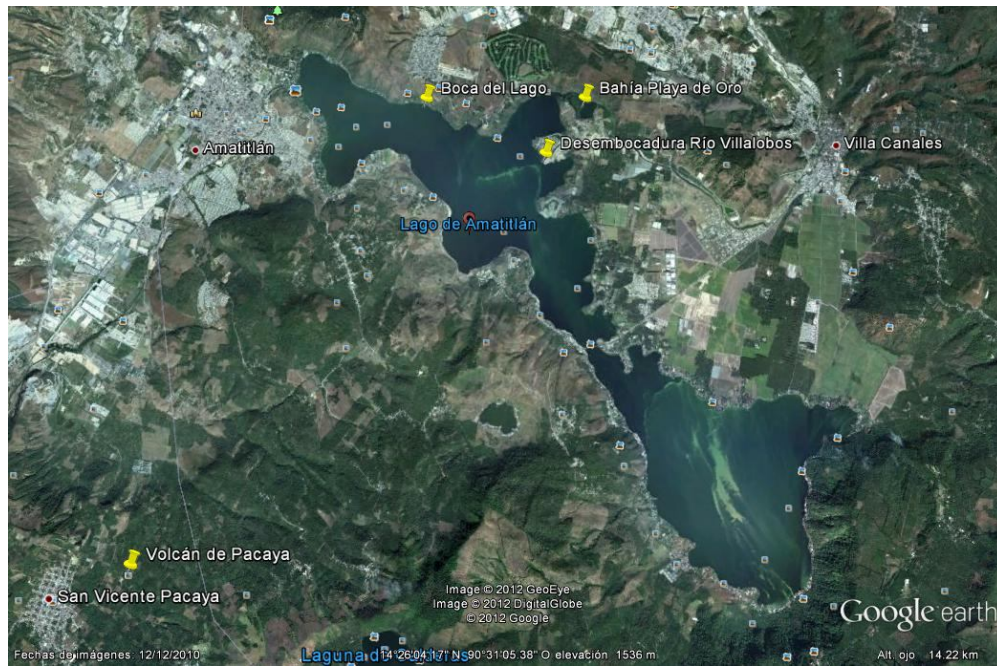 Boca del Lago
Bahía Playa de Oro
Amatitlán
Desembocadura Río Villalobos
Villa Canales
Lago de Amatitlán
Volcán de Pacaya
San Vicente Pacaya
Image © 2012 GeoEye
Image © 2012 DigitalGlobe
© 2012 Google
Google earth
Fechas de imágenes 12/12/2010
Laguna de
14°26'04.17" N 90°31'05.38" O elevación 1536 m
Alt. ojo 14.22 km